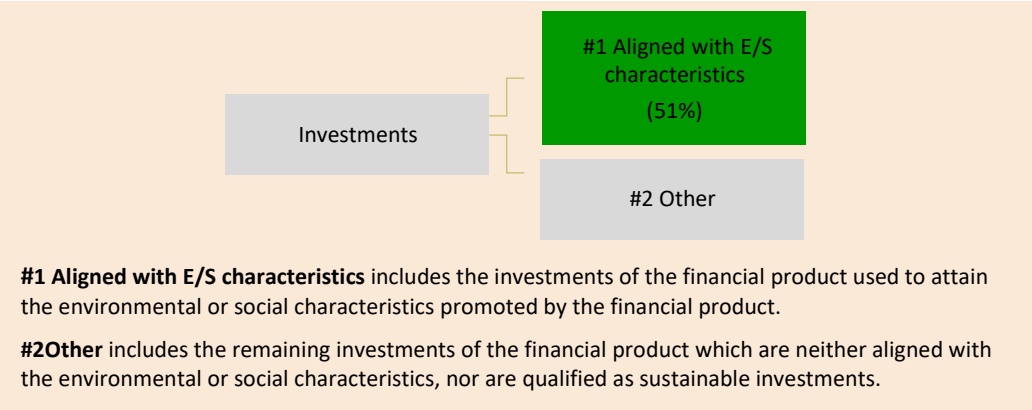 #1 Aligned with E/S
characteristics
(51%)
Investments
#2 Other
#1 Aligned with E/S characteristics includes the investments of the financial product used to attain
the environmental or social characteristics promoted by the financial product.
#2Other includes the remaining investments of the financial product which are neither aligned with
the environmental or social characteristics, nor are qualified as sustainable investments.